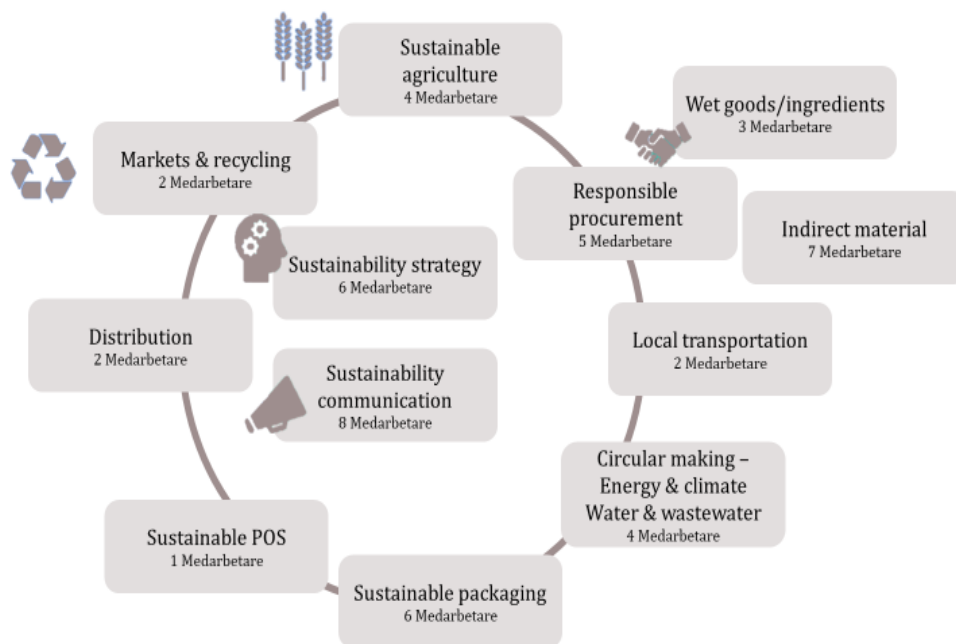 Sustainable
agriculture
4 Medarbetare
Wet goods/ingredients
3 Medarbetare
Markets & recycling
2 Medarbetare
Responsible
procurement
5 Medarbetare
Indirect material
7 Medarbetare
Sustainability strategy
6 Medarbetare
Distribution
2 Medarbetare
Local transportation
2 Medarbetare
Sustainability
communication
8 Medarbetare
Circular making –
Energy & climate
Water & wastewater
4 Medarbetare
Sustainable POS
1 Medarbetare
Sustainable packaging
6 Medarbetare